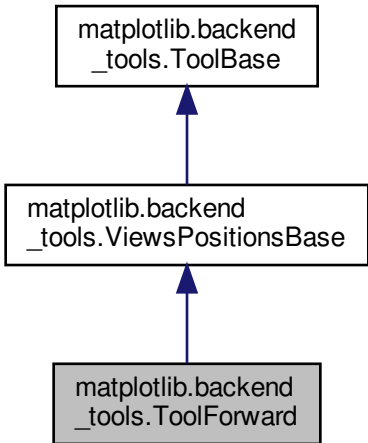 matplotlib.backend
_tools.ToolBase
matplotlib.backend
_tools.ViewsPositionsBase
matplotlib.backend
_tools.ToolForward